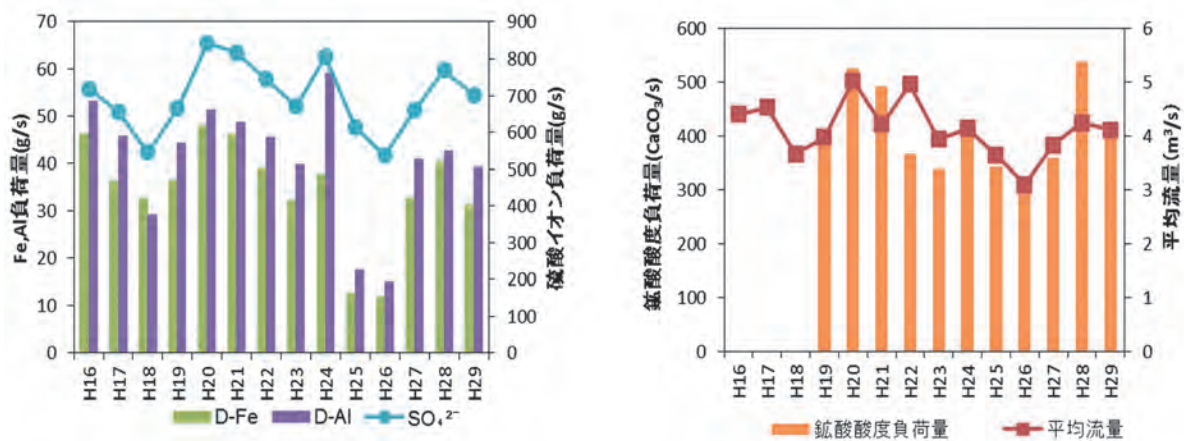 Fe,Al負荷量(g/s)
70
60
50
40
30
20
10
0
硫酸イオン負荷量(g/s)
900
800
700
600
500
400
300
200
100
0
H16
H17
H18
H19
H20
H21
H22
H23
H24
H25
H26
H27
H28
H29
D-Fe
D-Al
SO₄²⁻
鉱酸酸度負荷量(CaCO₃/s)
600
500
400
300
200
100
0
平均流量(m³/s)
6
5
4
3
2
1
0
H16
H17
H18
H19
H20
H21
H22
H23
H24
H25
H26
H27
H28
H29
鉱酸酸度負荷量
平均流量